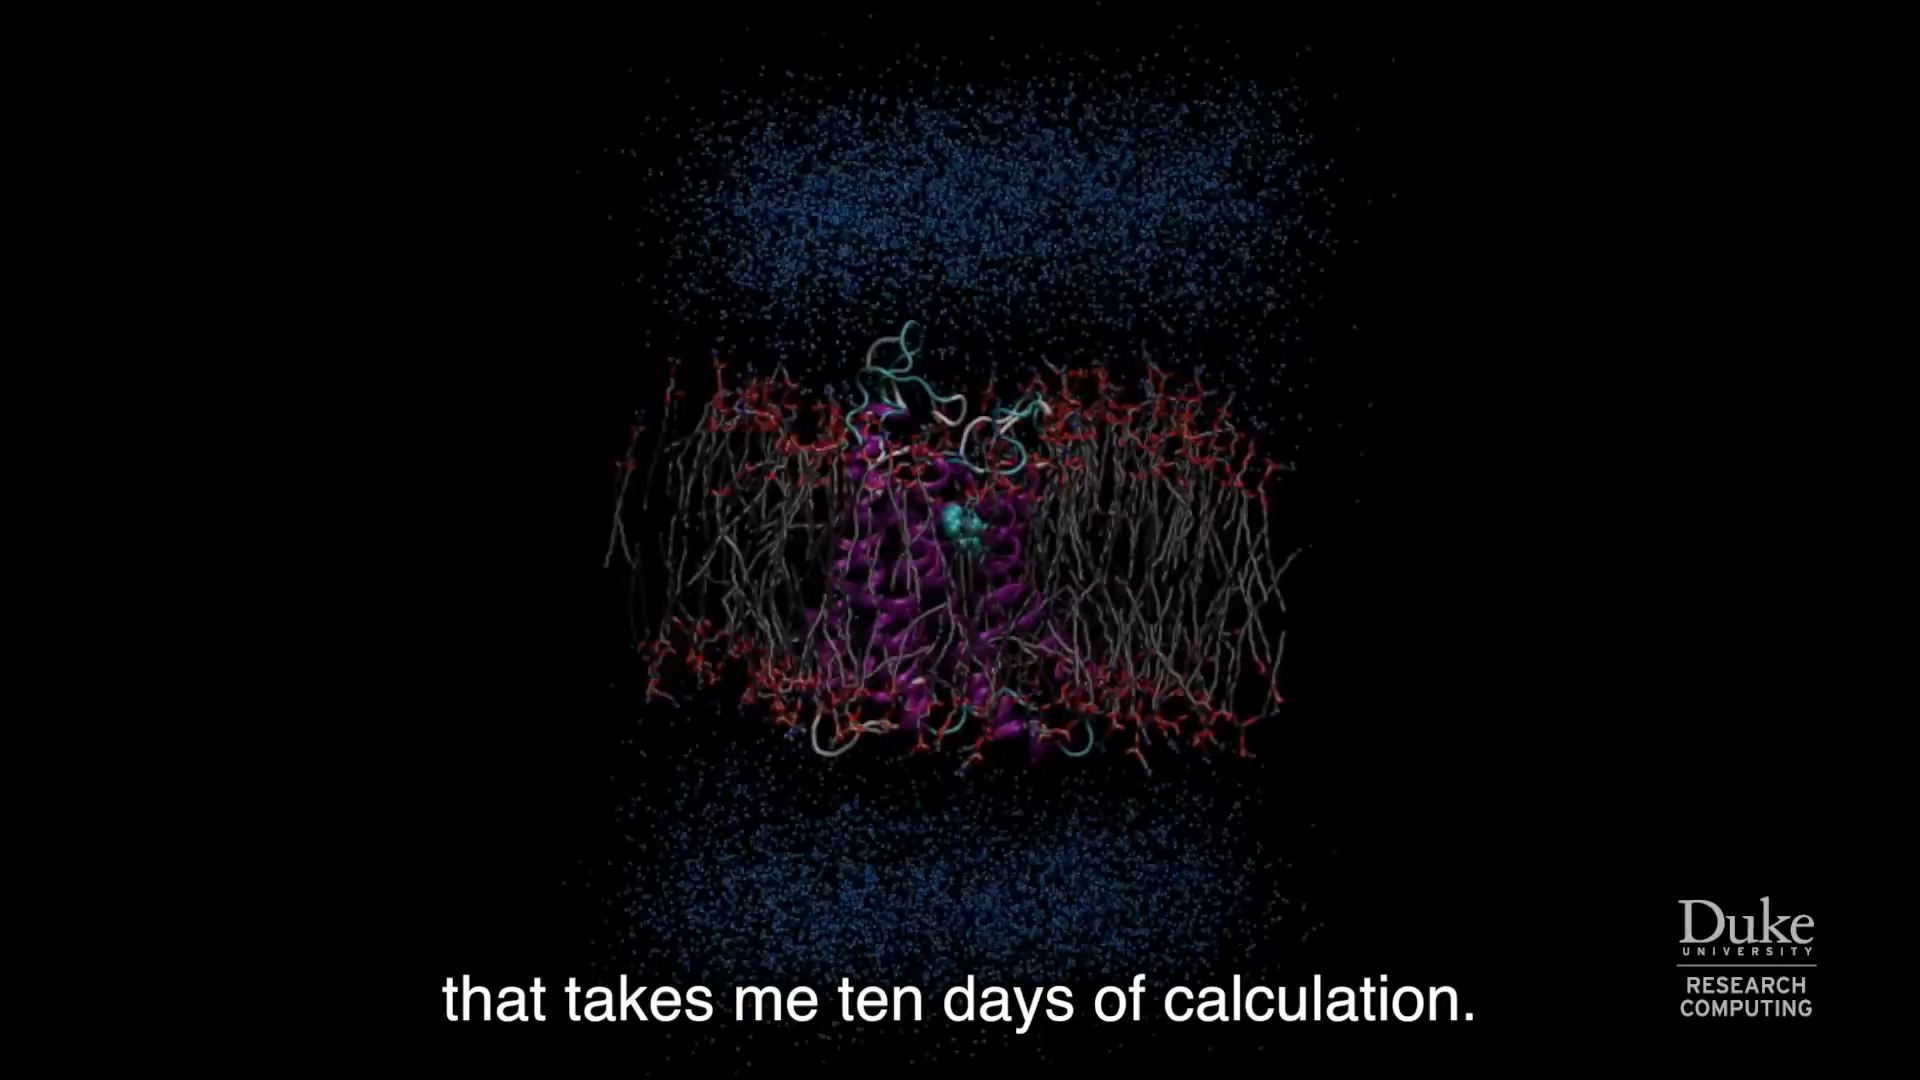 Duke
UNIVERSITY
RESEARCH
COMPUTING
that takes me ten days of calculation.